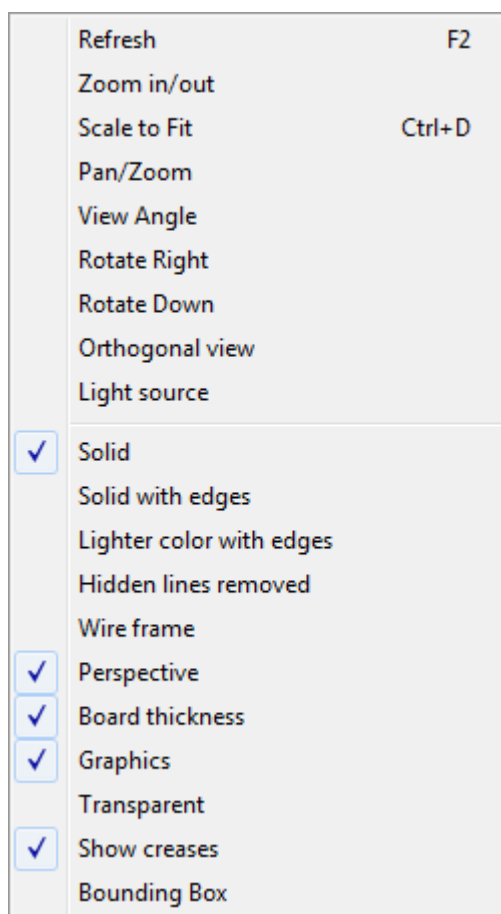 Refresh F2
Zoom in/out
Scale to Fit Ctrl+D
Pan/Zoom
View Angle
Rotate Right
Rotate Down
Orthogonal view
Light source
Solid
Solid with edges
Lighter color with edges
Hidden lines removed
Wire frame
Perspective
Board thickness
Graphics
Transparent
Show creases
Bounding Box